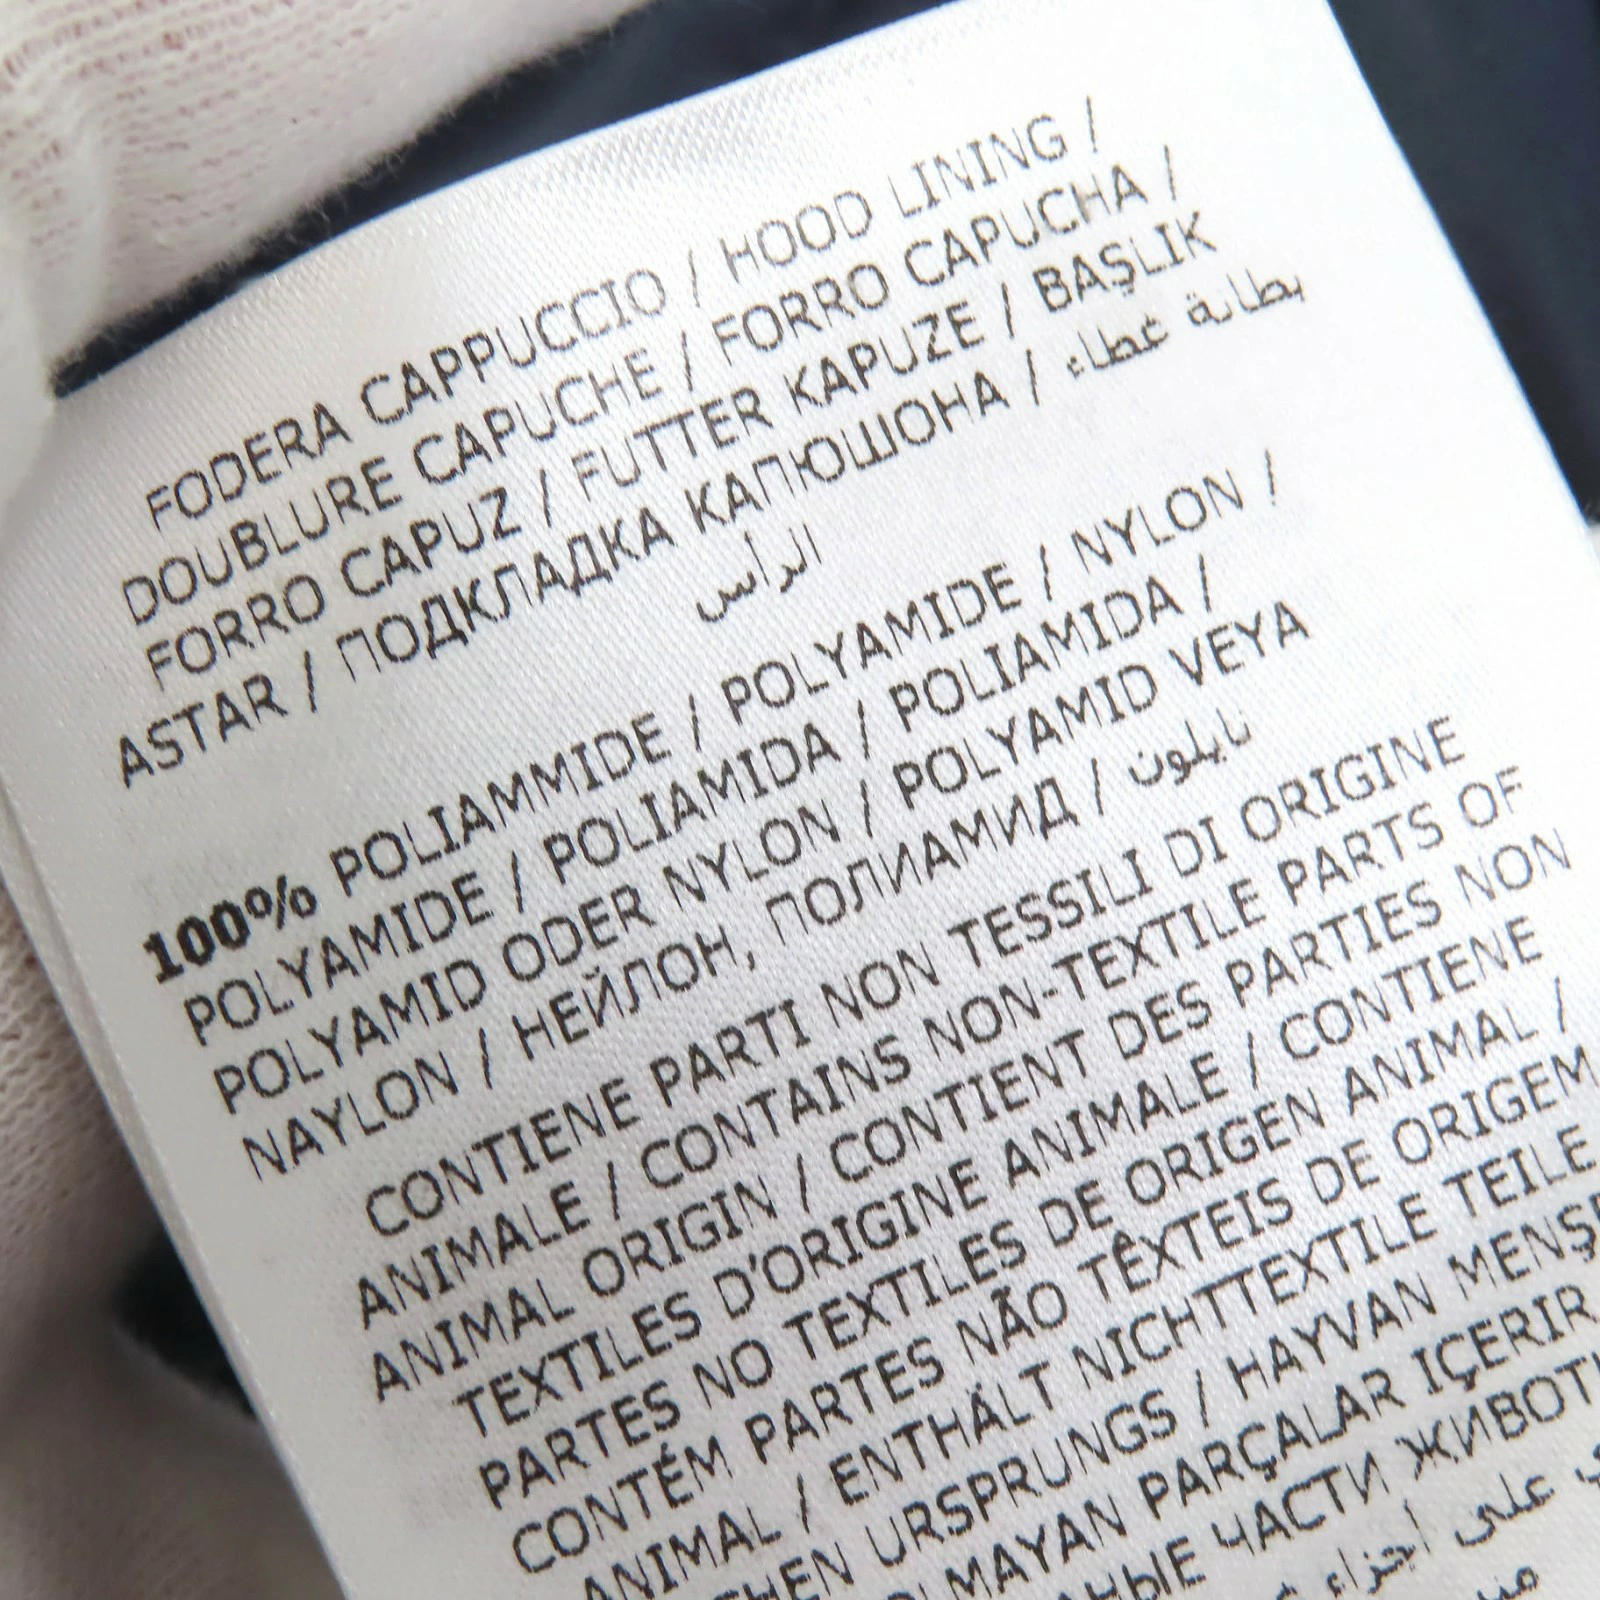 FODERA CAPPUCCIO / HOOD LINING /
DOUBLURE CAPUCHE / FORRO CAPUCHA /
FORRO CAPUZ / FUTTER KAPUZE / BAŞLIK
ASTAR / ПОДКЛАДКА КАПЮШОНА / بطانة غطاء
الرأس
100% POLIAMMIDE / POLYAMIDE / NYLON /
POLYAMIDE / POLIAMIDA / POLIAMIDA /
POLYAMID ODER NYLON / POLYAMID VEYA
NAYLON / НЕЙЛОН, ПОЛИАМИД / نايلون
CONTIENE PARTI NON TESSILI DI ORIGINE
ANIMALE / CONTAINS NON-TEXTILE PARTS OF
ANIMAL ORIGIN / CONTIENT DES PARTIES NON
TEXTILES D'ORIGINE ANIMALE / CONTIENE
PARTES NO TEXTILES DE ORIGEN ANIMAL /
CONTÉM PARTES NÃO TÊXTEIS DE ORIGEM
ANIMAL / ENTHÄLT NICHTTEXTILE TEILE
URSPRUNGS / HAYVAN
MAYAN PARÇALAR İÇERİR
ЧАСТИ
على أجزاء